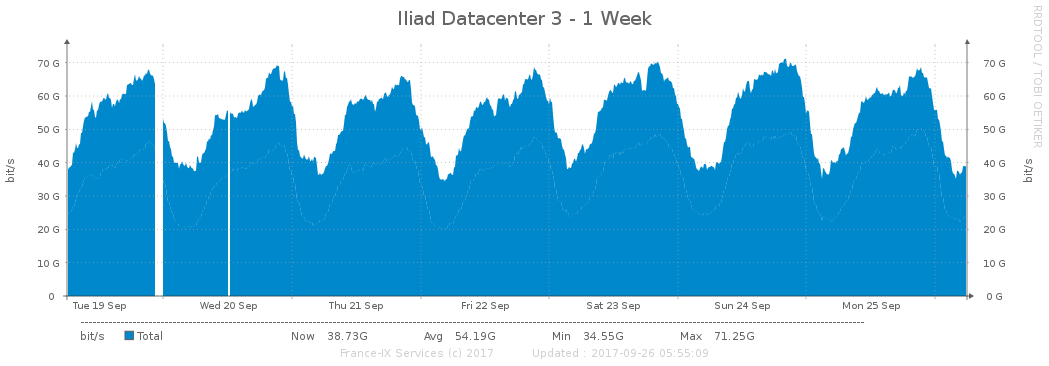 Iliad Datacenter 3 - 1 Week
RRDTOOL / TOBI OETIKER
70 G 70 G
60 G 60 G
50 G 50 G
40 G 40 G
30 G 30 G
20 G 20 G
10 G 10 G
0 0 G
bit/s bit/s
Tue 19 Sep Wed 20 Sep Thu 21 Sep Fri 22 Sep Sat 23 Sep Sun 24 Sep Mon 25 Sep
bit/s Total Now 38.73G Avg 54.19G Min 34.55G Max 71.25G
France-IX Services (c) 2017 Updated : 2017-09-26 05:55:09